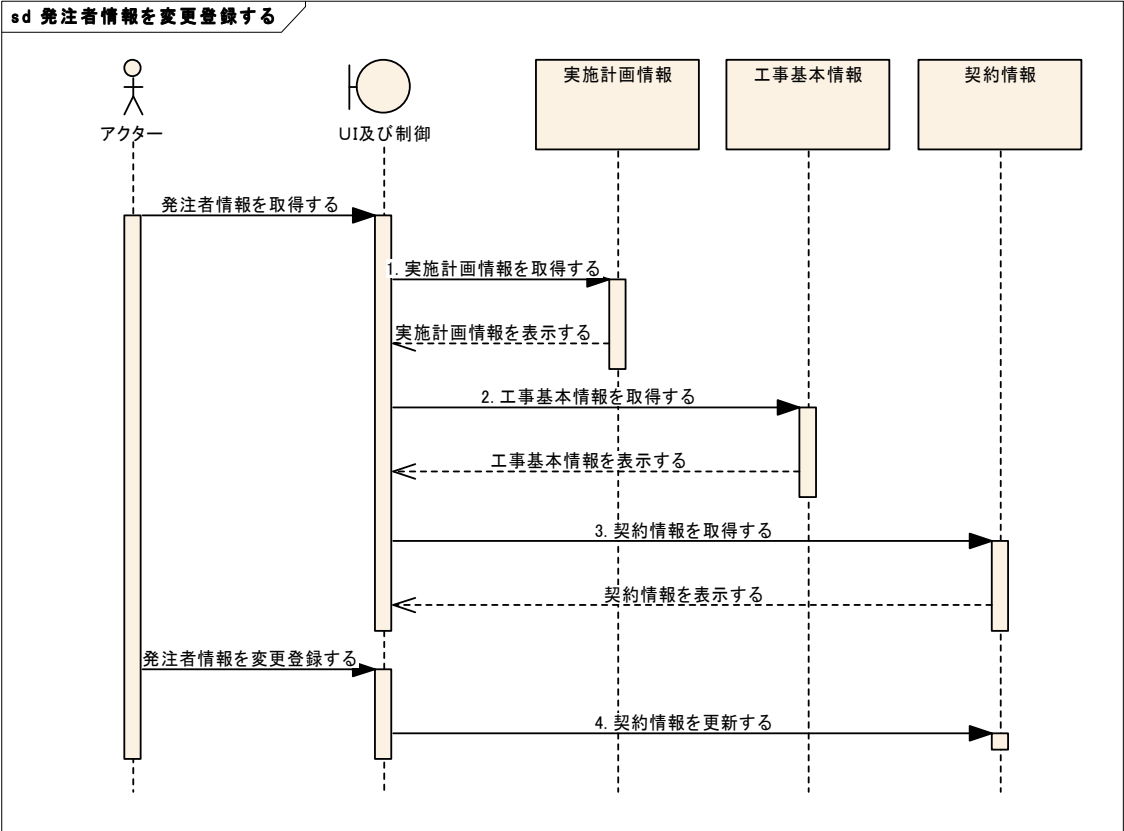 sd 発注者情報を変更登録する
アクター
UI及び制御
実施計画情報
工事基本情報
契約情報
発注者情報を取得する
1.実施計画情報を取得する
実施計画情報を表示する
2.工事基本情報を取得する
工事基本情報を表示する
3.契約情報を取得する
契約情報を表示する
発注者情報を変更登録する
4.契約情報を更新する